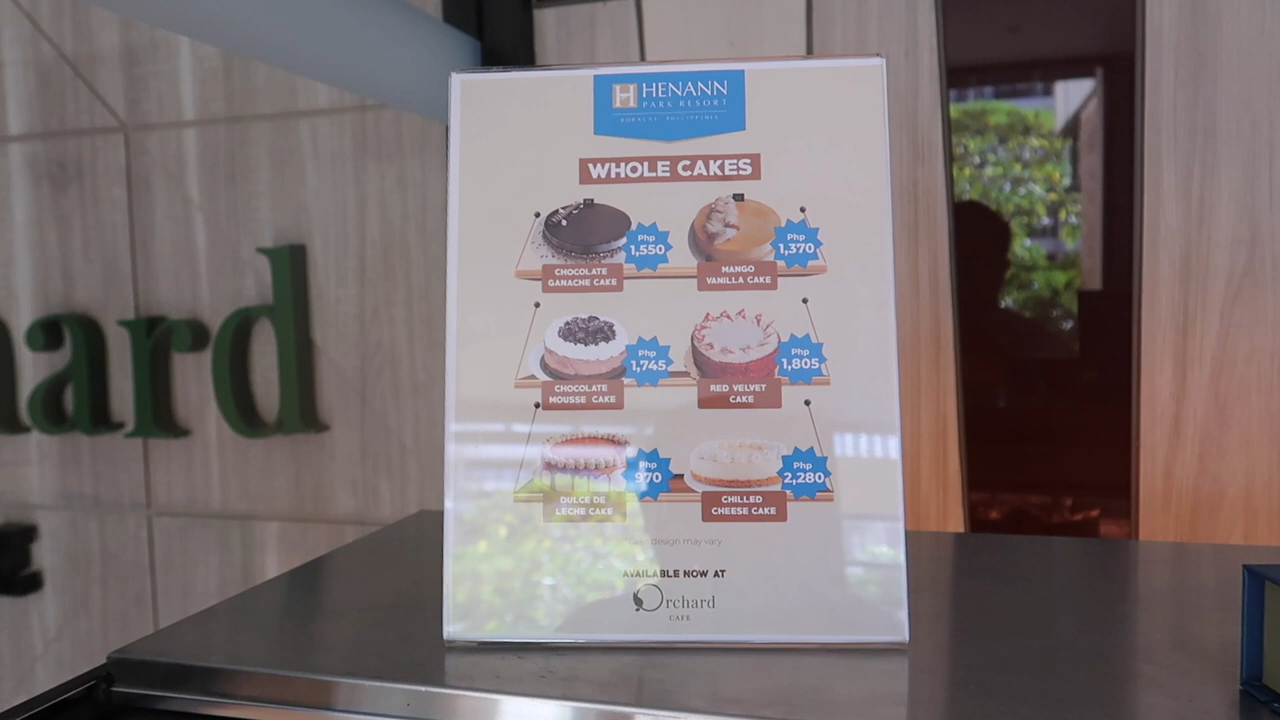 HENANN
PARK RESORT
BORACAY PHILIPPINES
WHOLE CAKES
Php
1,550
Php
1,370
CHOCOLATE
GANACHE CAKE
MANGO
VANILLA CAKE
Php
1,745
Php
1,805
CHOCOLATE
MOUSSE CAKE
RED VELVET
CAKE
Php
970
Php
2,280
DULCE DE
LECHE CAKE
CHILLED
CHEESE CAKE
design may vary
AVAILABLE NOW AT
Orchard
CAFE
ard